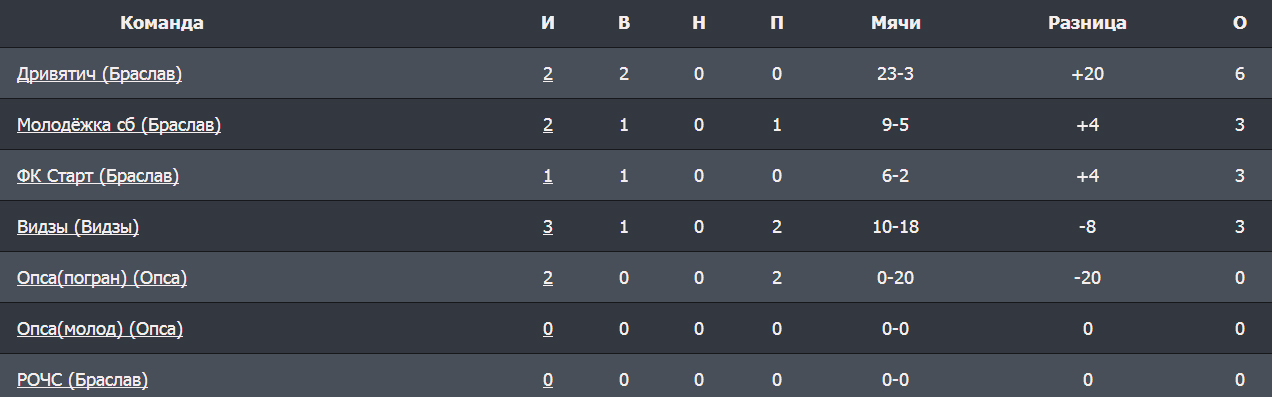 Команда И В Н П Мячи Разница О
Дривятич (Браслав) 2 2 0 0 23-3 +20 6
Молодёжка сб (Браслав) 2 1 0 1 9-5 +4 3
ФК Старт (Браслав) 1 1 0 0 6-2 +4 3
Видзы (Видзы) 3 1 0 2 10-18 -8 3
Опса(погран) (Опса) 2 0 0 2 0-20 -20 0
Опса(молод) (Опса) 0 0 0 0 0-0 0 0
РОЧС (Браслав) 0 0 0 0 0-0 0 0